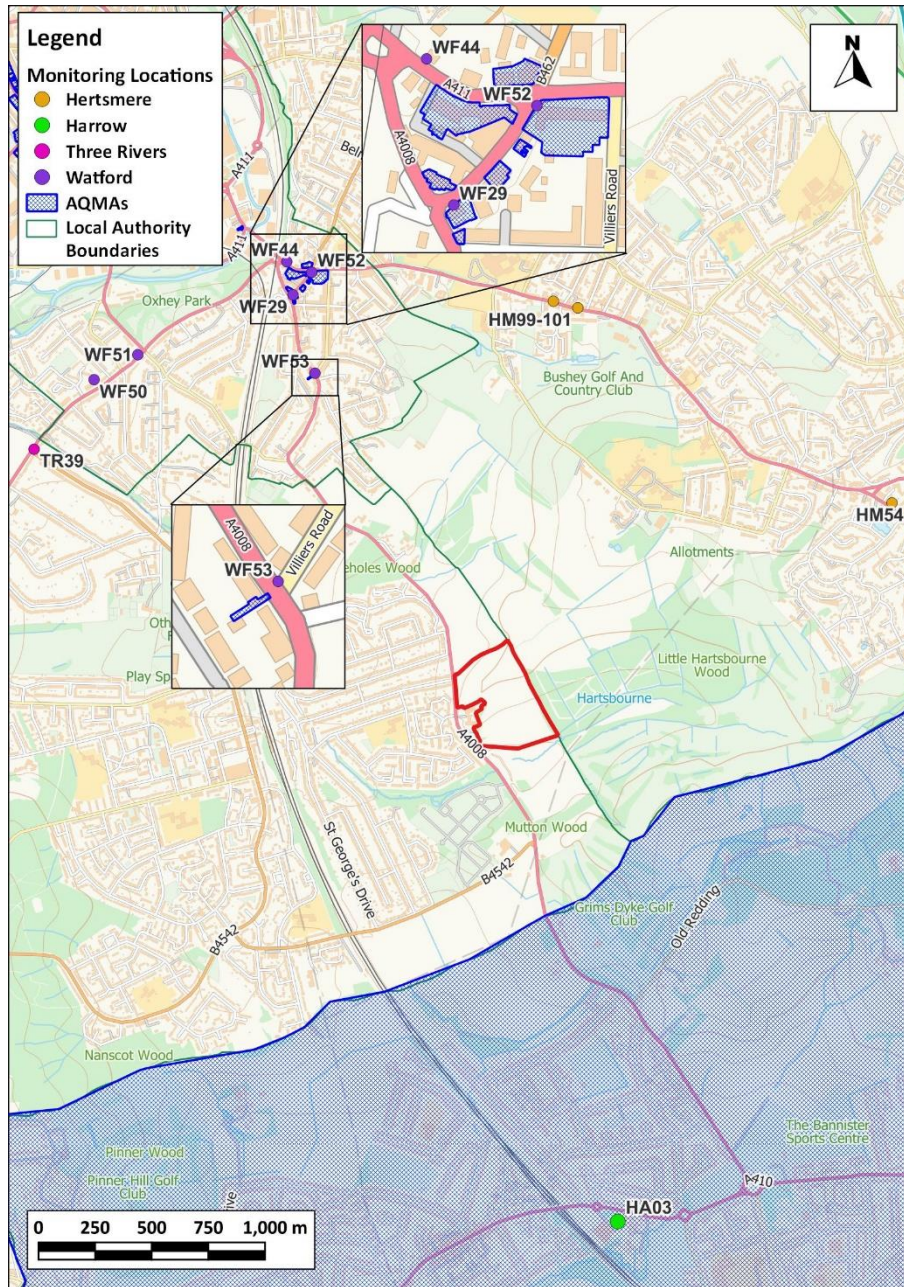 Legend
Monitoring Locations
Hertsmere
Harrow
Three Rivers
Watford
AQMAs
Local Authority
Boundaries
N
WF44
A411
B462
WF52
A4008
WF29
Villiers Road
A411
A411
WF44
WF52
WF29
Oxhey Park
HM99-101
WF51
WF53
WF50
Bushey Golf And
Country Club
TR39
HM54
A4008
Villiers Road
WF53
eholes Wood
Allotments
Oth
Play Sp
Little Hartsbourne
Wood
Hartsbourne
A4008
St George's Drive
Mutton Wood
B4542
B4542
Grims Dyke Golf
Club
Old Redding
Nanscot Wood
Pinner Wood
Pinner Hill Golf
Club
The Bannister
Sports Centre
A410
HA03
0 250 500 750 1,000 m